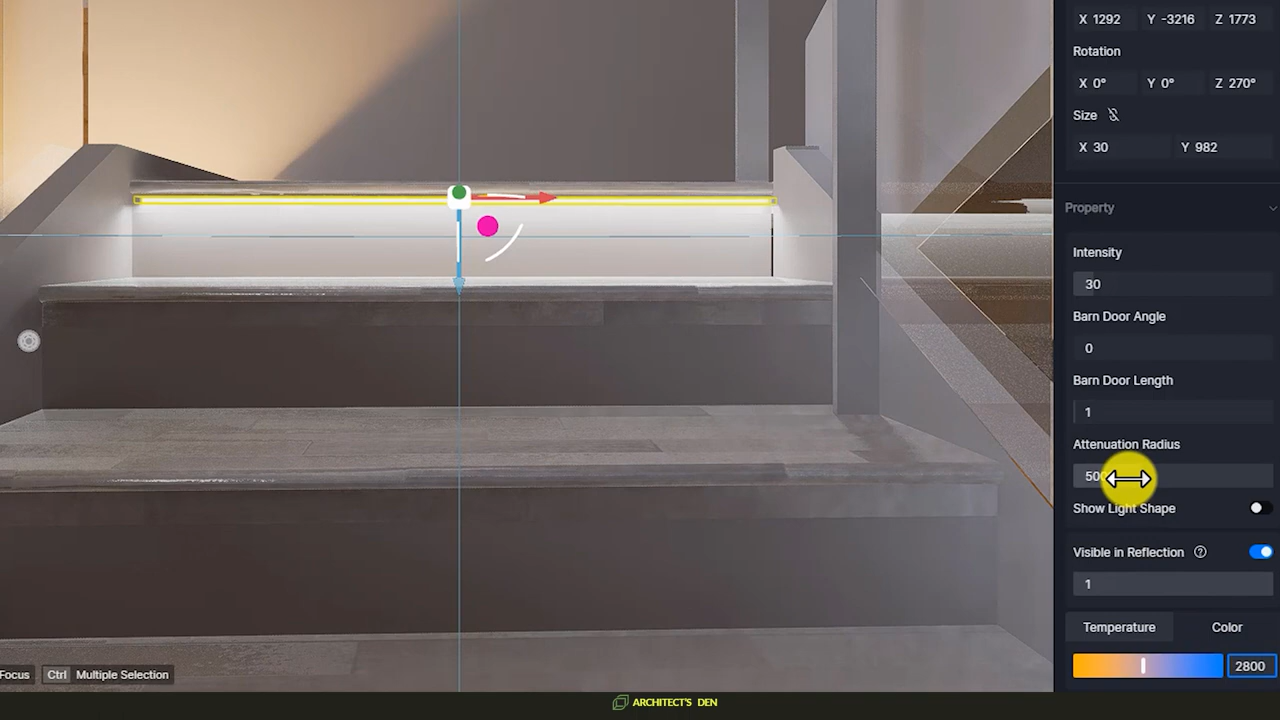 X 1292 Y -3216 Z 1773
Rotation
X 0° Y 0° Z 270°
Size
X 30 Y 982
Property
Intensity
30
Barn Door Angle
0
Barn Door Length
1
Attenuation Radius
Show Light Shape
Visible in Reflection ?
1
Temperature Color
2800
Focus Ctrl Multiple Selection
ARCHITECT'S DEN